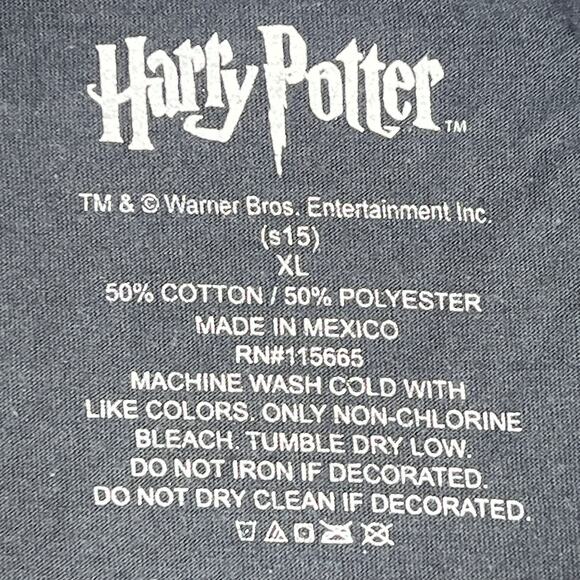 Harry Potter™
TM & © Warner Bros. Entertainment Inc.
(s15)
XL
50% COTTON / 50% POLYESTER
MADE IN MEXICO
RN#115665
MACHINE WASH COLD WITH
LIKE COLORS. ONLY NON-CHLORINE
BLEACH. TUMBLE DRY LOW.
DO NOT IRON IF DECORATED.
DO NOT DRY CLEAN IF DECORATED.